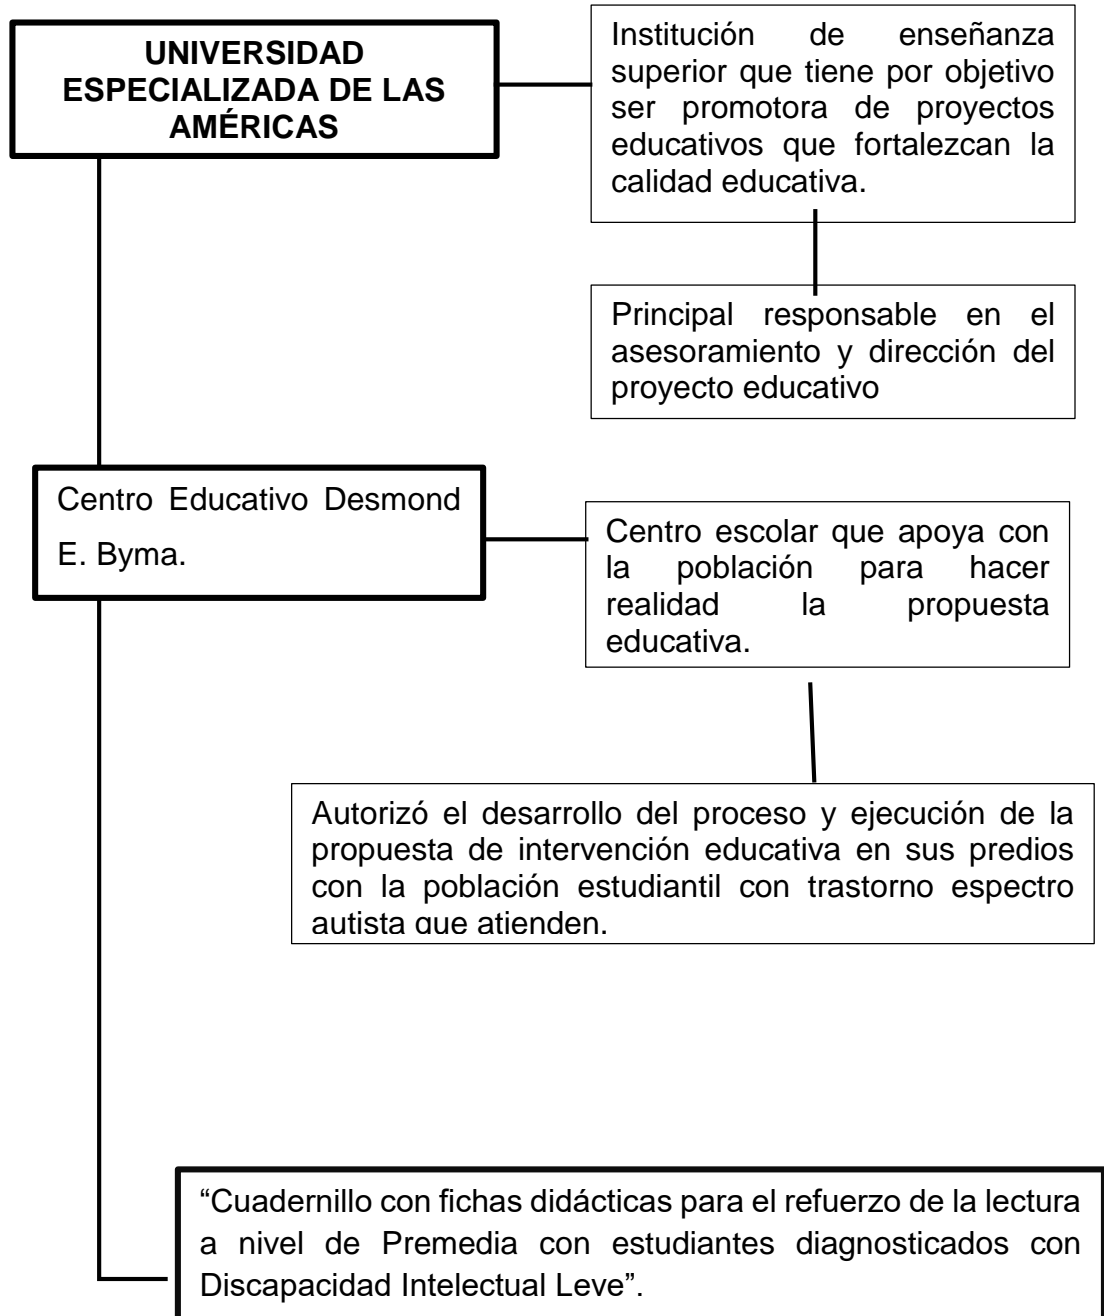 UNIVERSIDAD
ESPECIALIZADA DE LAS
AMÉRICAS
Institución de enseñanza
superior que tiene por objetivo
ser promotora de proyectos
educativos que fortalezcan la
calidad educativa.
Principal responsable en el
asesoramiento y dirección del
proyecto educativo
Centro Educativo Desmond
E. Byma.
Centro escolar que apoya con
la población para hacer
realidad la propuesta
educativa.
Autorizó el desarrollo del proceso y ejecución de la
propuesta de intervención educativa en sus predios
con la población estudiantil con trastorno espectro
autista que atienden.
“Cuadernillo con fichas didácticas para el refuerzo de la lectura
a nivel de Premedia con estudiantes diagnosticados con
Discapacidad Intelectual Leve”.